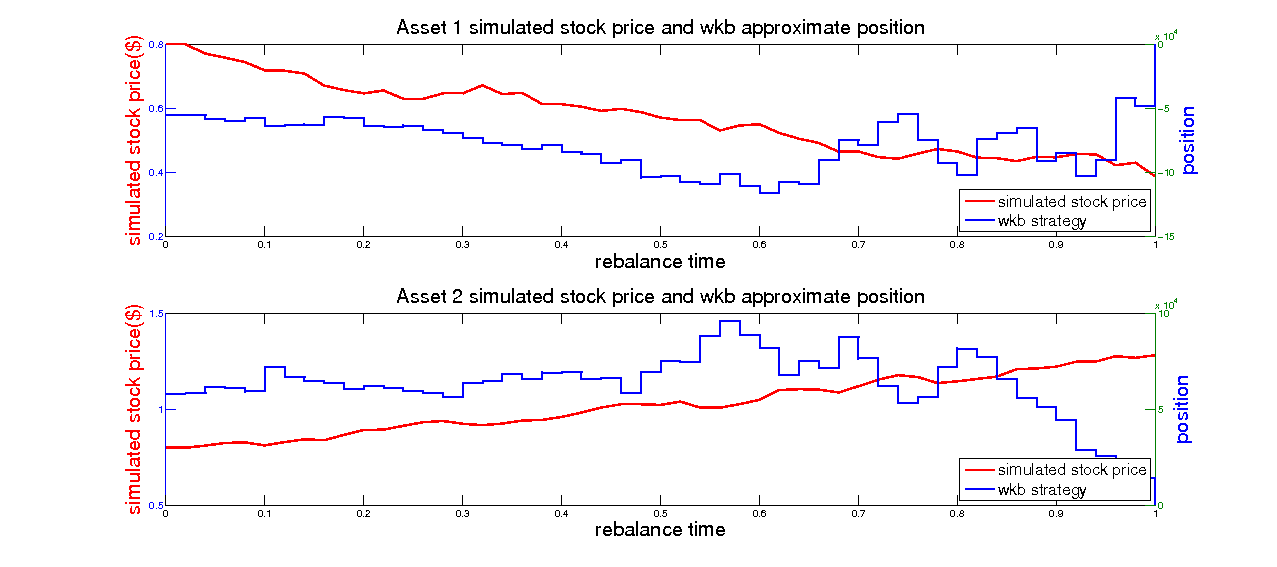 Asset 1 simulated stock price and wkb approximate position
x 10^4
simulated stock price($)
0.8
0.6
0.4
0.2
0
-5
-10
-15
position
simulated stock price
wkb strategy
0 0.1 0.2 0.3 0.4 0.5 0.6 0.7 0.8 0.9 1
rebalance time
Asset 2 simulated stock price and wkb approximate position
x 10^4
simulated stock price($)
1.5
1
0.5
10
5
0
position
simulated stock price
wkb strategy
0 0.1 0.2 0.3 0.4 0.5 0.6 0.7 0.8 0.9 1
rebalance time